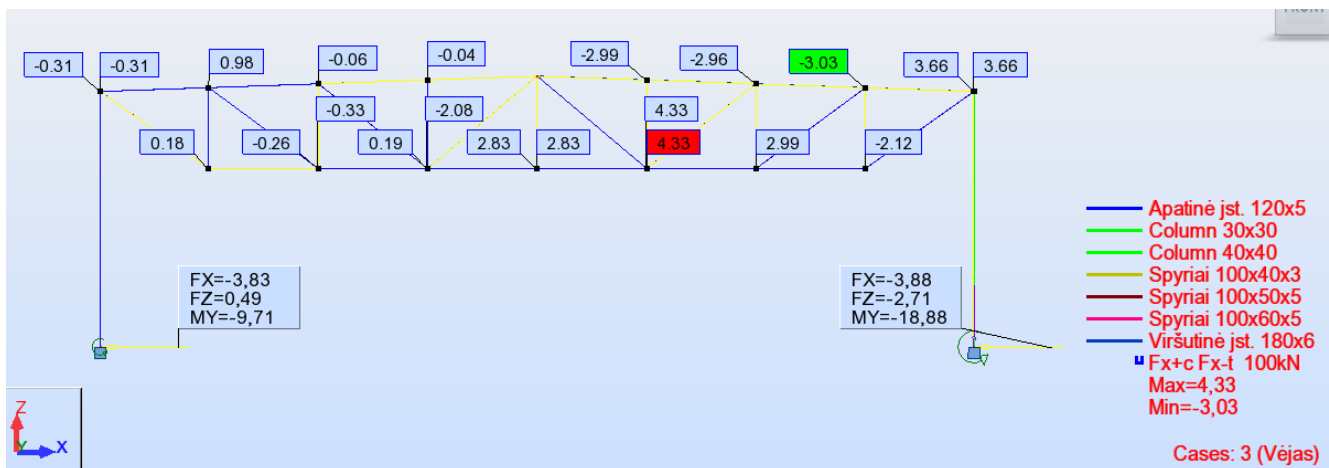 FRONT
-0.31
-0.31
0.98
-0.06
-0.04
-2.99
-2.96
-3.03
3.66
3.66
-0.33
-2.08
4.33
0.18
-0.26
0.19
2.83
2.83
4.33
2.99
-2.12
FX=-3,83
FZ=0,49
MY=-9,71
FX=-3,88
FZ=-2,71
MY=-18,88
Apatinė įst. 120x5
Column 30x30
Column 40x40
Spyriai 100x40x3
Spyriai 100x50x5
Spyriai 100x60x5
Viršutinė įst. 180x6
Fx+c Fx-t 100kN
Max=4,33
Min=-3,03
Cases: 3 (Vėjas)
Z
Y
X